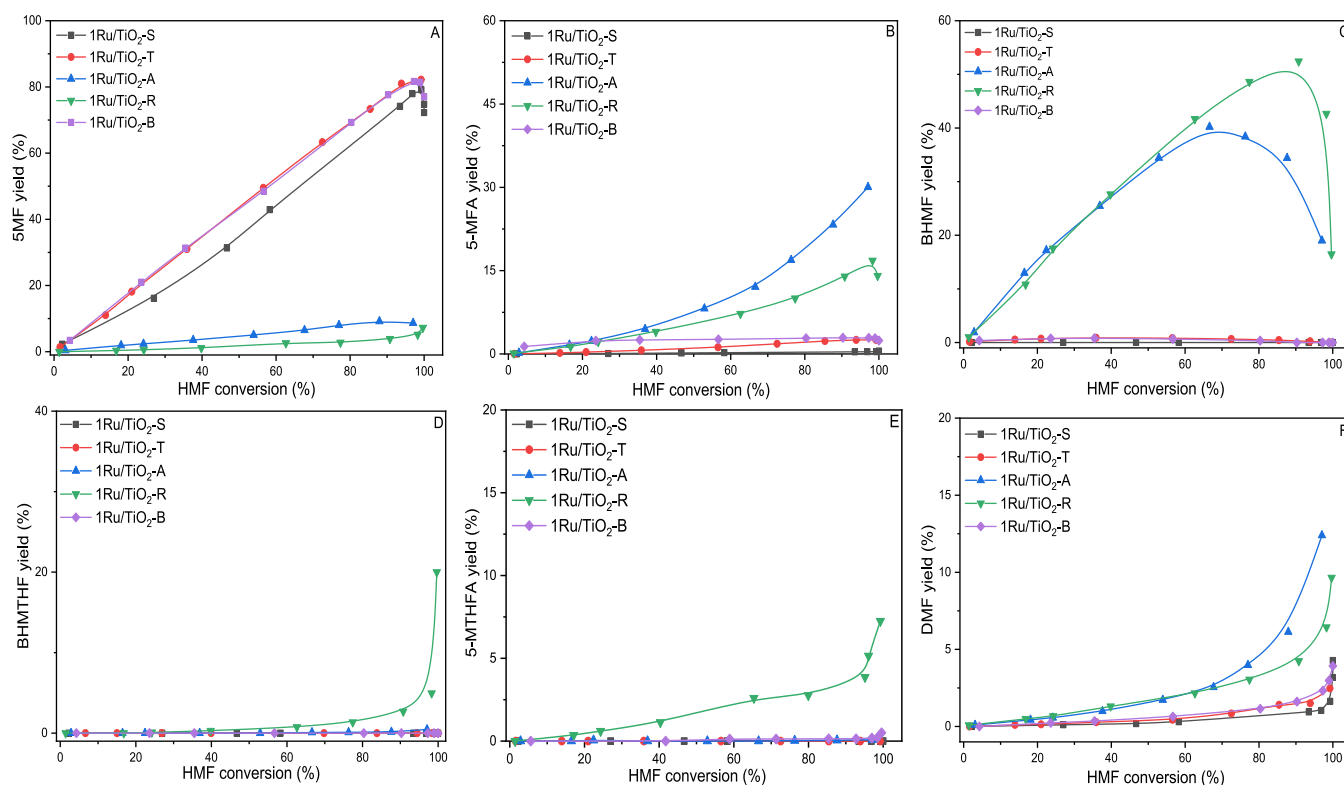 A
100
80
60
40
20
0
5MF yield (%)
1Ru/TiO₂-S
1Ru/TiO₂-T
1Ru/TiO₂-A
1Ru/TiO₂-R
1Ru/TiO₂-B
0 20 40 60 80 100
HMF conversion (%)
B
60
45
30
15
0
5-MFA yield (%)
1Ru/TiO₂-S
1Ru/TiO₂-T
1Ru/TiO₂-A
1Ru/TiO₂-R
1Ru/TiO₂-B
0 20 40 60 80 100
HMF conversion (%)
C
60
40
20
0
BHMF yield (%)
1Ru/TiO₂-S
1Ru/TiO₂-T
1Ru/TiO₂-A
1Ru/TiO₂-R
1Ru/TiO₂-B
0 20 40 60 80 100
HMF conversion (%)
D
40
20
0
BHMTHF yield (%)
1Ru/TiO₂-S
1Ru/TiO₂-T
1Ru/TiO₂-A
1Ru/TiO₂-R
1Ru/TiO₂-B
0 20 40 60 80 100
HMF conversion (%)
E
20
15
10
5
0
5-MTHFA yield (%)
1Ru/TiO₂-S
1Ru/TiO₂-T
1Ru/TiO₂-A
1Ru/TiO₂-R
1Ru/TiO₂-B
0 20 40 60 80 100
HMF conversion (%)
F
20
15
10
5
0
DMF yield (%)
1Ru/TiO₂-S
1Ru/TiO₂-T
1Ru/TiO₂-A
1Ru/TiO₂-R
1Ru/TiO₂-B
0 20 40 60 80 100
HMF conversion (%)